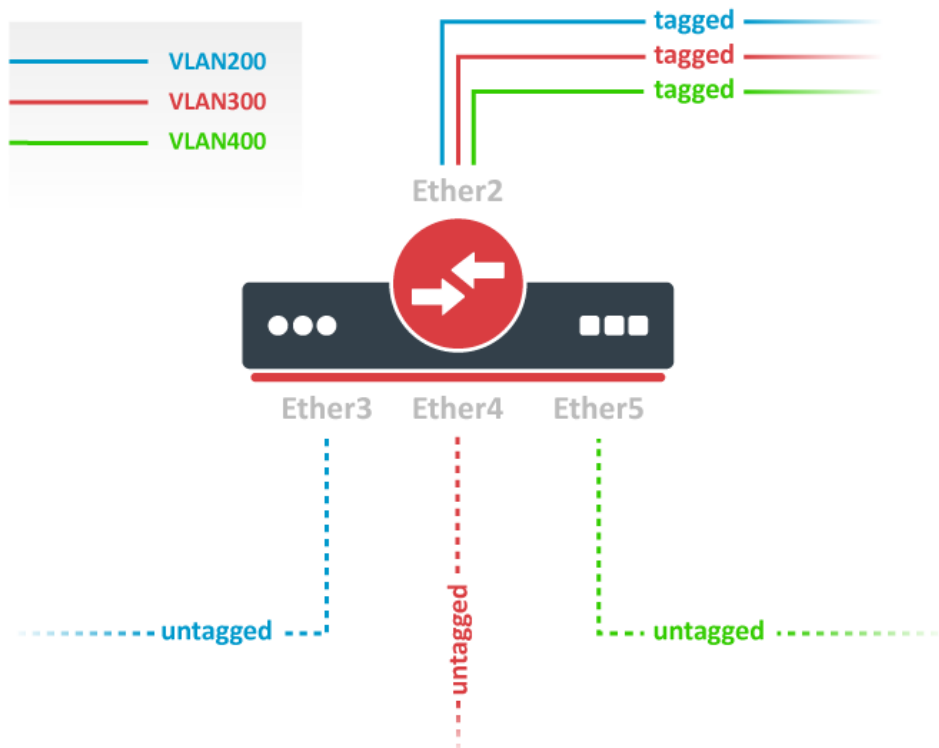 tagged
VLAN200
tagged
tagged
VLAN300
VLAN400
Ether2
Ether3 Ether4 Ether5
untagged
untagged
untagged